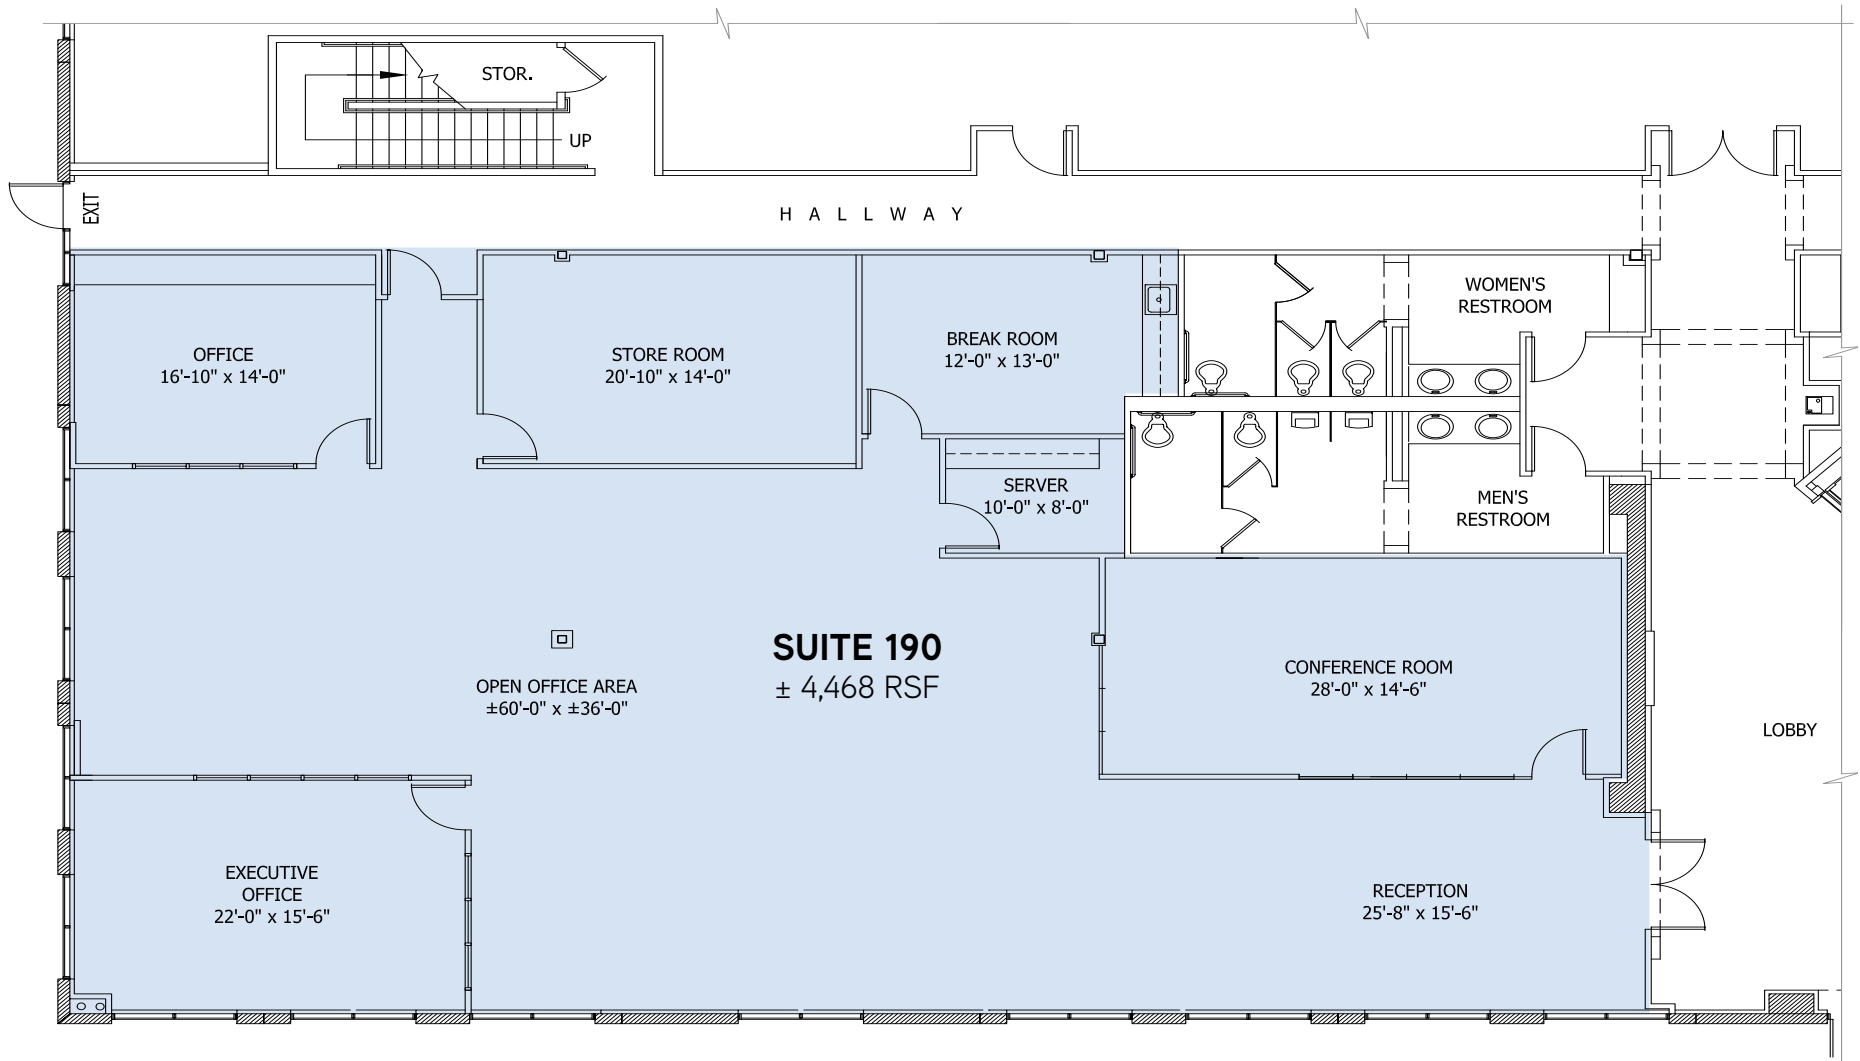 STOR.
UP
EXIT
H A L L W A Y
OFFICE
16'-10" x 14'-0"
STORE ROOM
20'-10" x 14'-0"
BREAK ROOM
12'-0" x 13'-0"
WOMEN'S
RESTROOM
SERVER
10'-0" x 8'-0"
MEN'S
RESTROOM
SUITE 190
± 4,468 RSF
OPEN OFFICE AREA
±60'-0" x ±36'-0"
CONFERENCE ROOM
28'-0" x 14'-6"
LOBBY
EXECUTIVE
OFFICE
22'-0" x 15'-6"
RECEPTION
25'-8" x 15'-6"